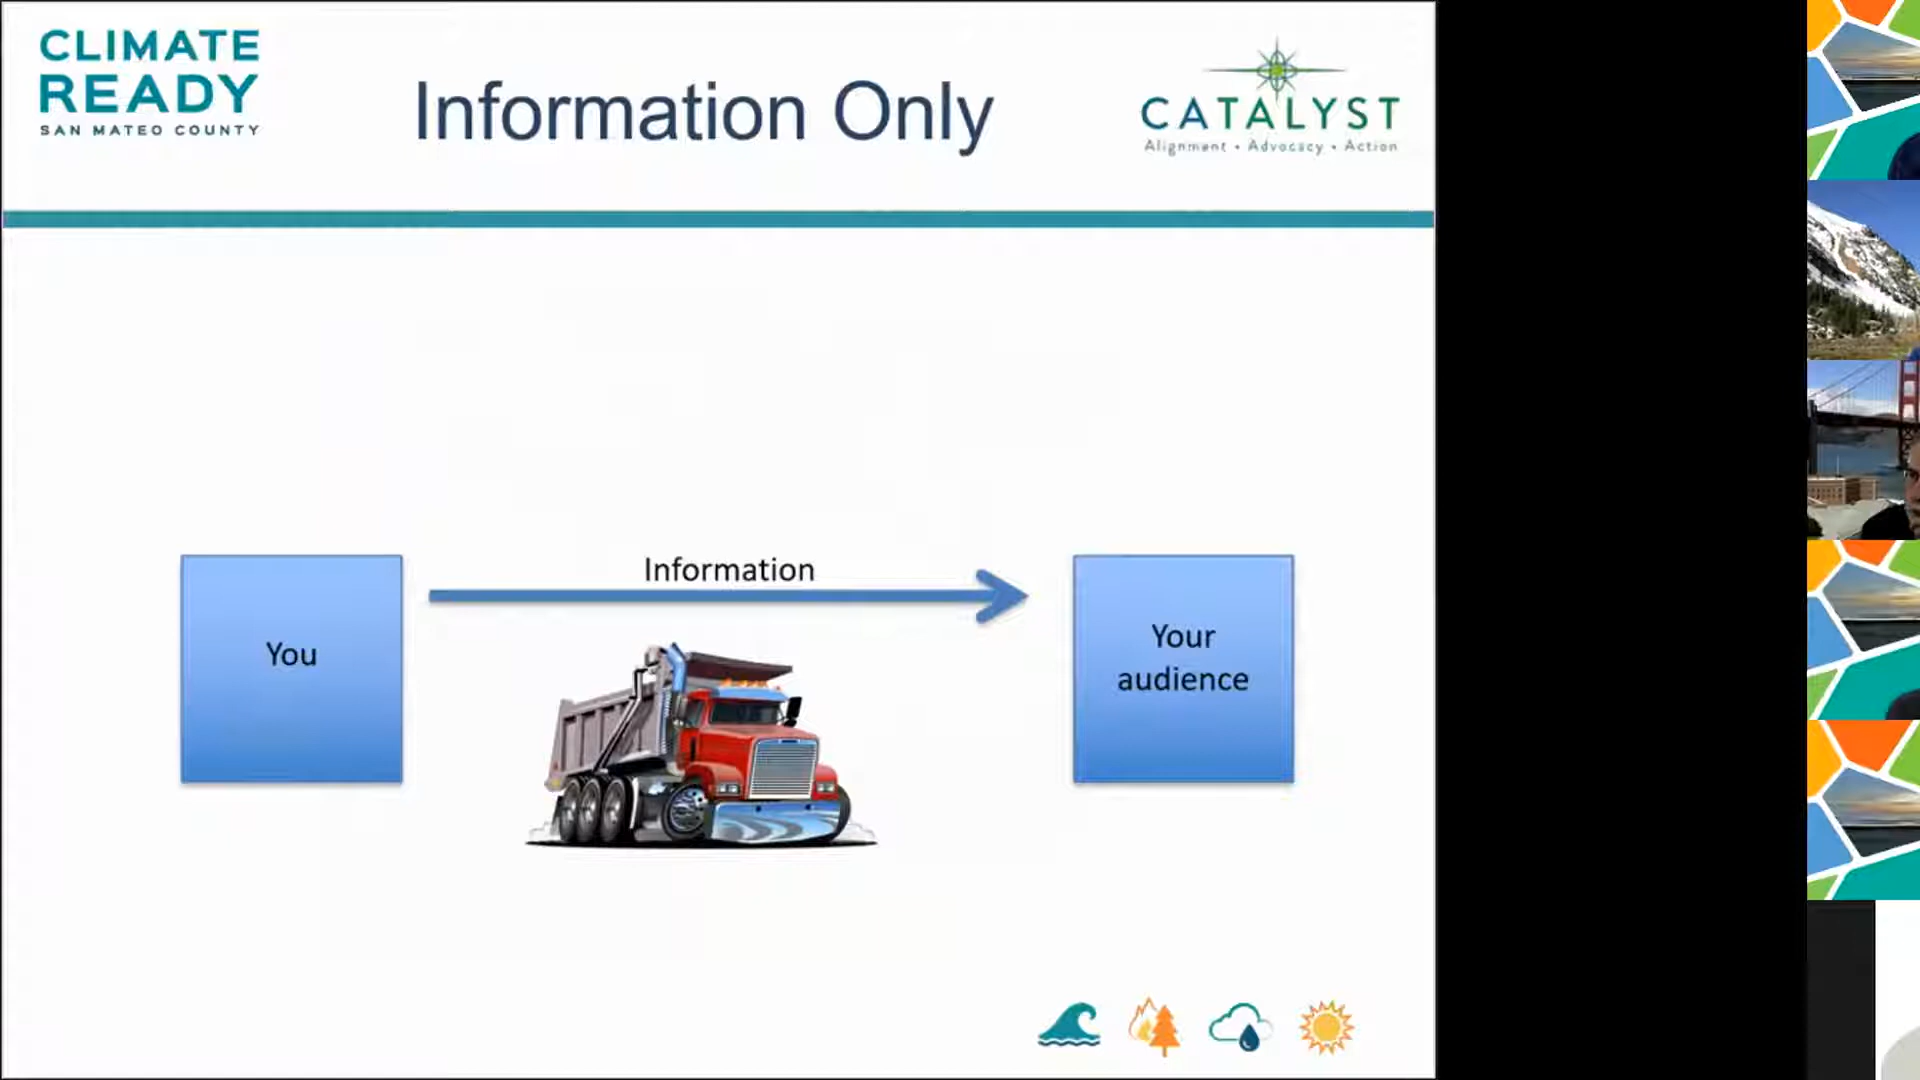 CLIMATE
READY
SAN MATEO COUNTY
Information Only
CATALYST
Alignment • Advocacy • Action
Information
You
Your
audience